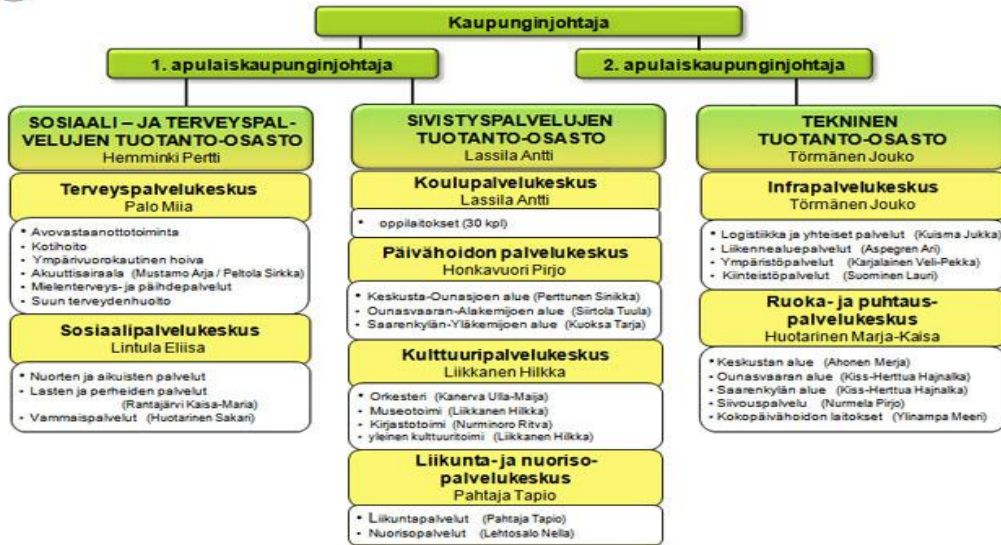 Kaupunginjohtaja
1. apulaiskaupunginjohtaja
2. apulaiskaupunginjohtaja
SOSIAALI – JA TERVEYSPAL-
VELUJEN TUOTANTO-OSASTO
Hemminki Pertti
Terveyspalvelukeskus
Palo Miia
• Avovastaanottotoiminta
• Kotihoito
• Ympärivuorokautinen hoiva
• Akuuttisairaala (Mustamo Arja / Peltola Sirkka)
• Mielenterveys- ja päihdepalvelut
• Suun terveydenhuolto
Sosiaalipalvelukeskus
Lintula Eliisa
• Nuorten ja aikuisten palvelut
• Lasten ja perheiden palvelut
(Rantajärvi Kaisa-Maria)
• Vammaispalvelut (Huotarinen Sakari)
SIVISTYSPALVELUJEN
TUOTANTO-OSASTO
Lassila Antti
Koulupalvelukeskus
Lassila Antti
• oppilaitokset (30 kpl)
Päivähoidon palvelukeskus
Honkavuori Pirjo
• Keskusta-Ounasjoen alue (Perttunen Sinikka)
• Ounasvaaran-Alakemijoen alue (Siirtola Tuula)
• Saarenkylän-Yläkemijoen alue (Kuoksa Tarja)
Kulttuuripalvelukeskus
Liikkanen Hilkka
• Orkesteri (Kanerva Ulla-Maija)
• Museotoimi (Liikkanen Hilkka)
• Kirjastotoimi (Nurminoro Ritva)
• yleinen kulttuuritoimi (Liikkanen Hilkka)
Liikunta- ja nuoriso-
palvelukeskus
Pahtaja Tapio
• Liikuntapalvelut (Pahtaja Tapio)
• Nuorisopalvelut (Lehtosalo Nella)
TEKNINEN
TUOTANTO-OSASTO
Törmänen Jouko
Infrapalvelukeskus
Törmänen Jouko
• Logistiikka ja yhteiset palvelut (Kuisma Jukka)
• Liikennealuepalvelut (Aspegren Ari)
• Ympäristöpalvelut (Karjalainen Veli-Pekka)
• Kiinteistöpalvelut (Suominen Lauri)
Ruoka- ja puhtaus-
palvelukeskus
Huotarinen Marja-Kaisa
• Keskustan alue (Ahonen Merja)
• Ounasvaaran alue (Kiss-Herttua Hajnalka)
• Saarenkylän alue (Kiss-Herttua Hajnalka)
• Siivouspalvelu (Nurmela Pirjo)
• Kokopäivähoidon laitokset (Ylinampa Meeri)